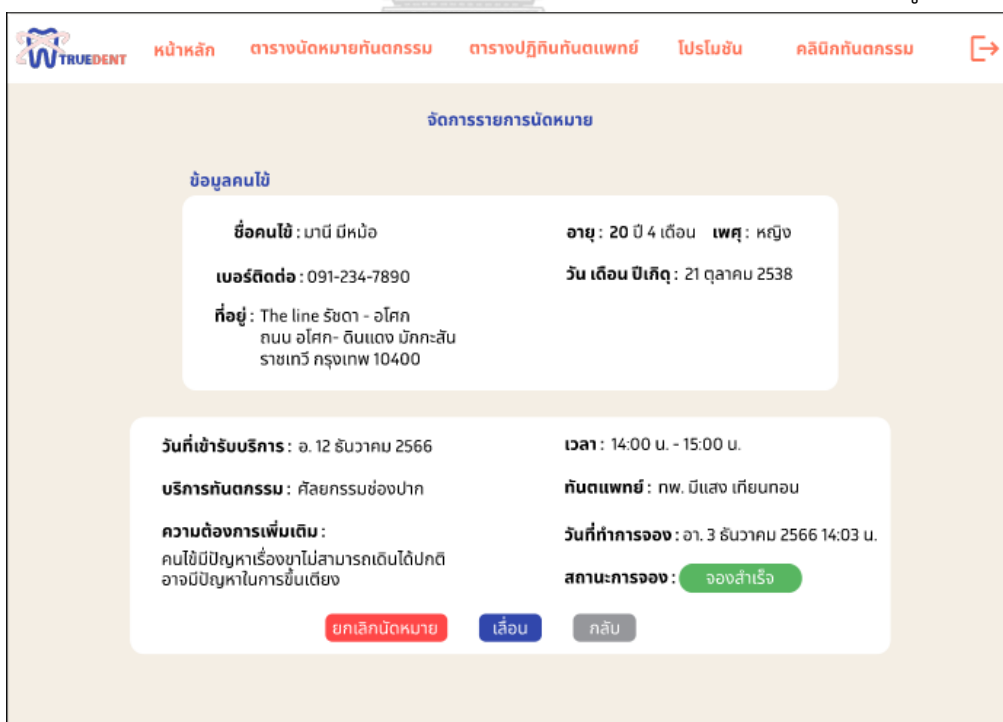 TRUEDENT หน้าหลัก ตารางนัดหมายทันตกรรม ตารางปฏิทินทันตแพทย์ โปรโมชัน คลินิกทันตกรรม
จัดการรายการนัดหมาย
ข้อมูลคนไข้
ชื่อคนไข้ : มานี มีหม้อ
อายุ : 20 ปี 4 เดือน เพศ : หญิง
เบอร์ติดต่อ : 091-234-7890
วัน เดือน ปีเกิด : 21 ตุลาคม 2538
ที่อยู่ : The line รัชดา - อโศก
ถนน อโศก- ดินแดง มักกะสัน
ราชเทวี กรุงเทพ 10400
วันที่เข้ารับบริการ : อ. 12 ธันวาคม 2566
เวลา : 14:00 น. - 15:00 น.
บริการทันตกรรม : ศัลยกรรมช่องปาก
ทันตแพทย์ : ทพ. มีแสง เทียนทอน
ความต้องการเพิ่มเติม :
คนไข้มีปัญหาเรื่องขาไม่สามารถเดินได้ปกติ
อาจมีปัญหาในการขึ้นเตียง
วันที่ทำการจอง : อา. 3 ธันวาคม 2566 14:03 น.
สถานะการจอง : จองสำเร็จ
ยกเลิกนัดหมาย เลื่อน กลับ